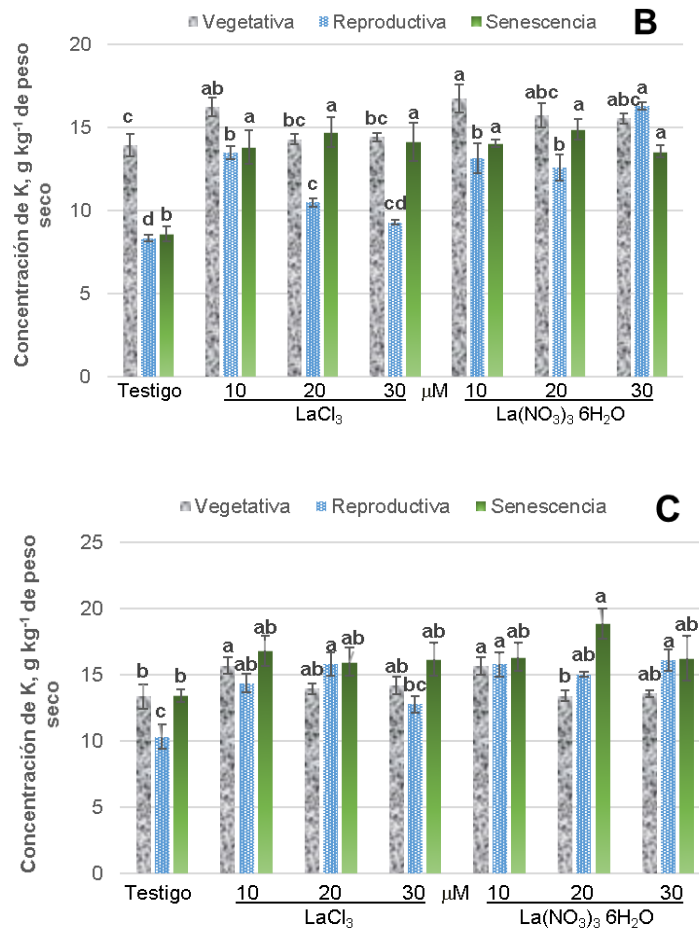 Vegetativa Reproductiva Senescencia B
Concentración de K, g kg⁻¹ de peso
seco
20
15
10
5
0
c d b
ab b a
bc c a
bc cd a
a b a
abc b a
abc a a
Testigo 10 20 30 μM 10 20 30
LaCl₃ La(NO₃)₃ 6H₂O
Vegetativa Reproductiva Senescencia C
Concentración de K, g kg⁻¹ de peso
seco
25
20
15
10
5
0
b c b
a ab ab
ab a ab
ab bc ab
a a ab
b ab a
ab a ab
Testigo 10 20 30 μM 10 20 30
LaCl₃ La(NO₃)₃ 6H₂O